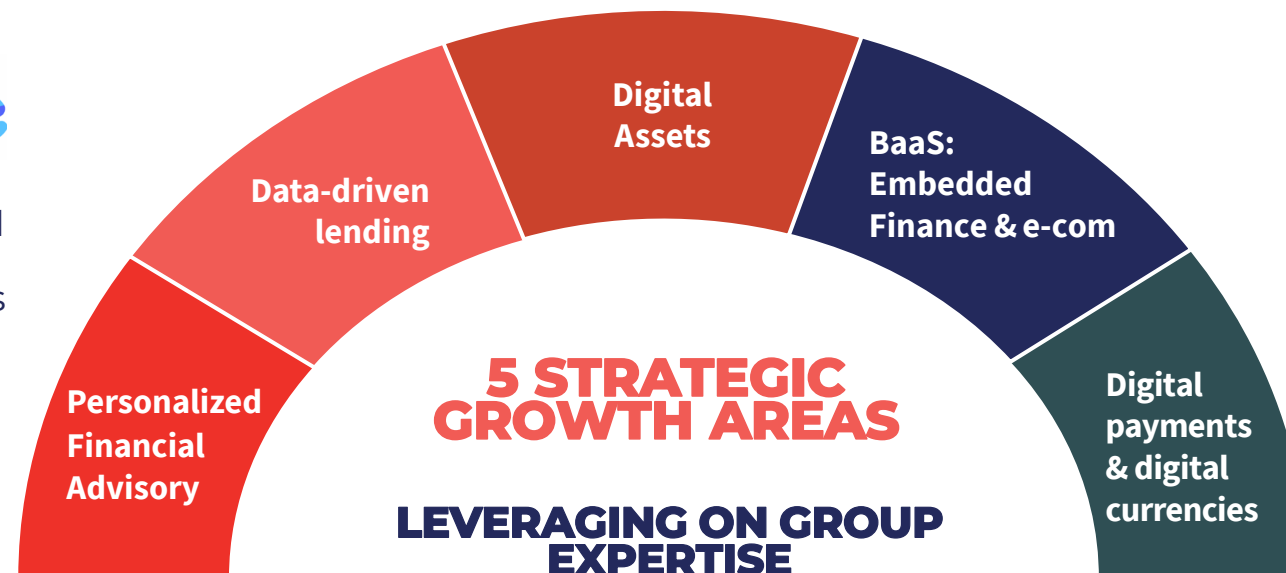 Personalized
Financial
Advisory
Data-driven
lending
Digital
Assets
BaaS:
Embedded
Finance & e-com
Digital
payments
& digital
currencies
5 STRATEGIC
GROWTH AREAS
LEVERAGING ON GROUP
EXPERTISE